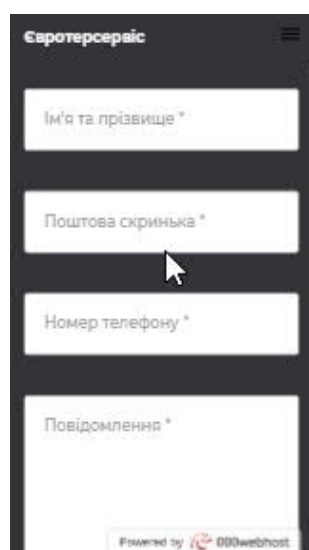 Євротерсервіс
Ім'я та прізвище *
Поштова скринька *
Номер телефону *
Повідомлення *
Powered by 000webhost